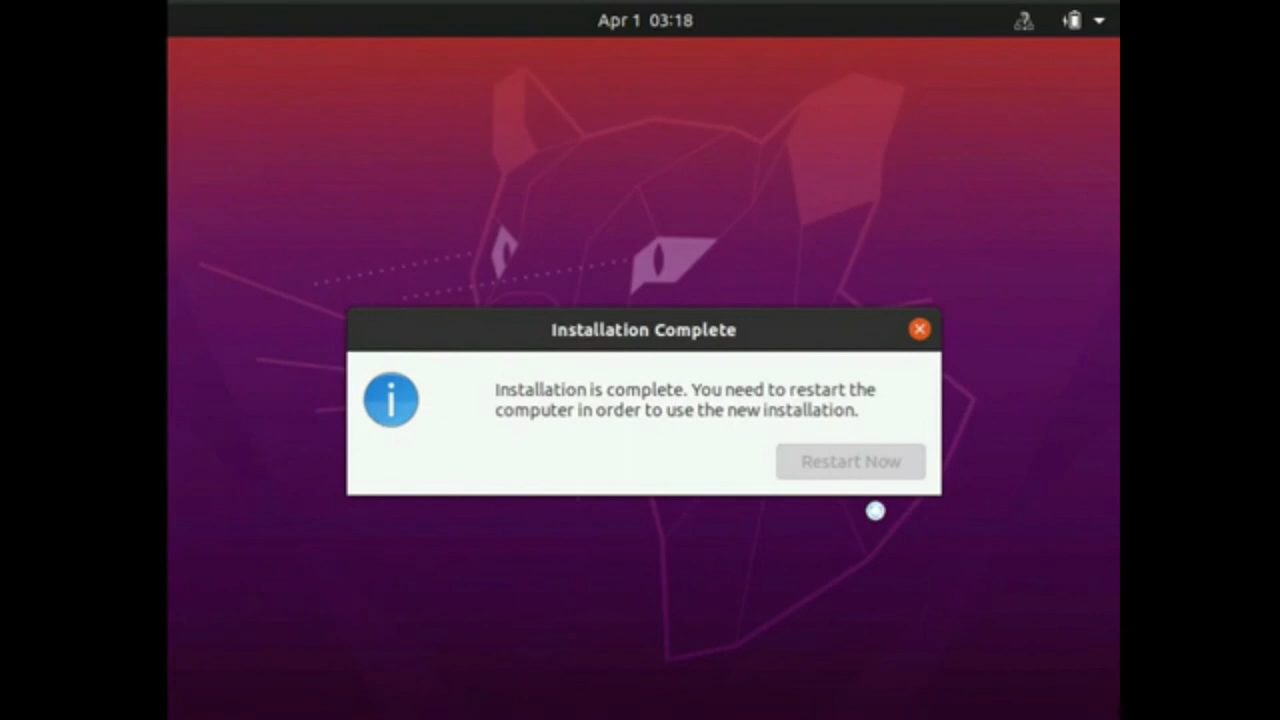 Apr 1 03:18
Installation Complete
Installation is complete. You need to restart the
computer in order to use the new installation.
Restart Now